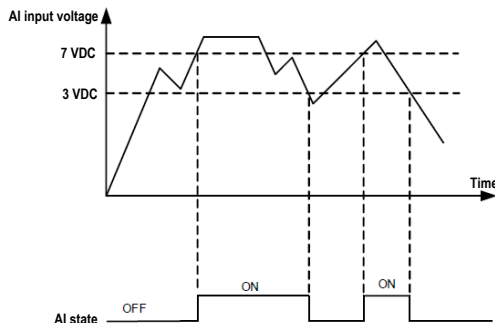 AI input voltage
7 VDC
3 VDC
Time
ON
ON
OFF
AI state